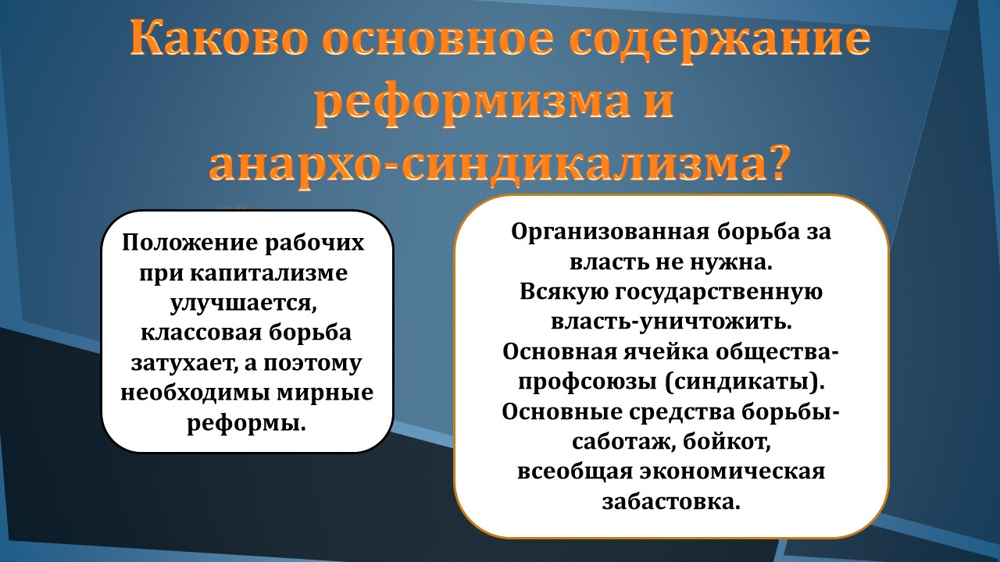 Каково основное содержание
реформизма и
анархо-синдикализма?
Положение рабочих
при капитализме
улучшается,
классовая борьба
затухает, а поэтому
необходимы мирные
реформы.
Организованная борьба за
власть не нужна.
Всякую государственную
власть-уничтожить.
Основная ячейка общества-
профсоюзы (синдикаты).
Основные средства борьбы-
саботаж, бойкот,
всеобщая экономическая
забастовка.